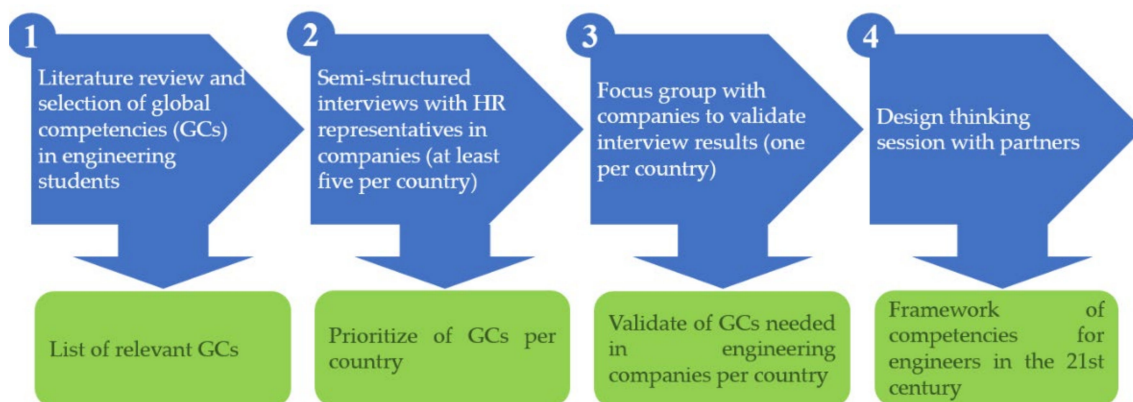 1
Literature review and
selection of global
competencies (GCs)
in engineering
students
2
Semi-structured
interviews with HR
representatives in
companies (at least
five per country)
3
Focus group with
companies to validate
interview results (one
per country)
4
Design thinking
session with partners
List of relevant GCs
Prioritize of GCs per
country
Validate of GCs needed
in engineering
companies per country
Framework of
competencies for
engineers in the 21st
century